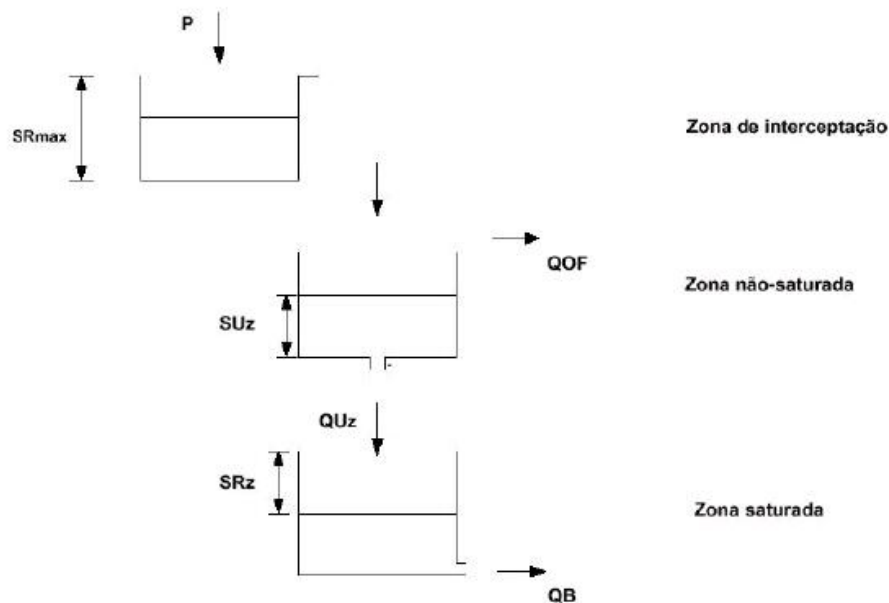 P
SRmax
Zona de interceptação
QOF
Zona não-saturada
SUz
QUz
SRz
Zona saturada
QB